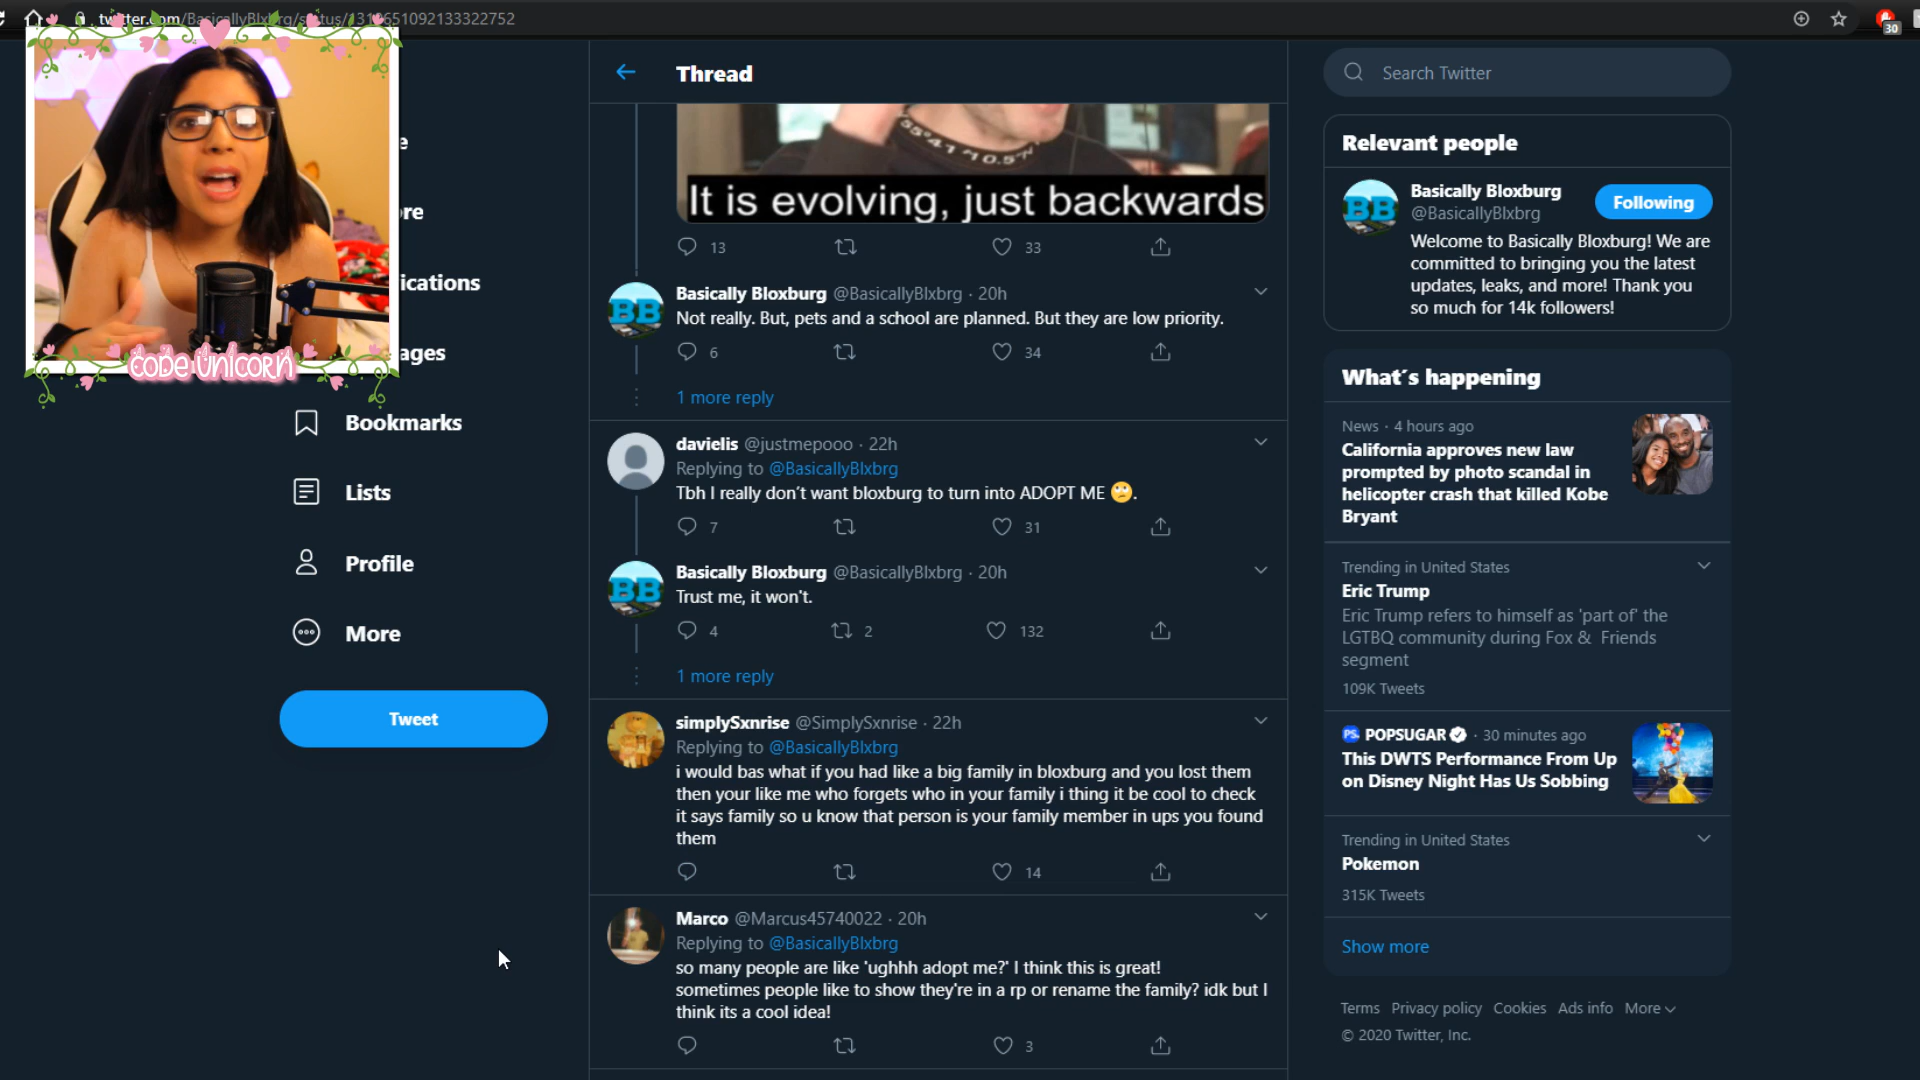 twitter.com/BasicallyBlxbrg/status/
Thread
Search Twitter
CODE UNICORN
ications
ages
Bookmarks
Lists
Profile
More
Tweet
55°41'10.5"N
It is evolving, just backwards
13 33
Basically Bloxburg @BasicallyBlxbrg · 20h
Not really. But, pets and a school are planned. But they are low priority.
6 34
1 more reply
davielis @justmepooo · 22h
Replying to @BasicallyBlxbrg
Tbh I really don't want bloxburg to turn into ADOPT ME 🙄.
7 31
Basically Bloxburg @BasicallyBlxbrg · 20h
Trust me, it won't.
4 2 132
1 more reply
simplySxnrise @SimplySxnrise · 22h
Replying to @BasicallyBlxbrg
i would bas what if you had like a big family in bloxburg and you lost them
then your like me who forgets who in your family i thing it be cool to check
it says family so u know that person is your family member in ups you found
them
14
Marco @Marcus45740022 · 20h
Replying to @BasicallyBlxbrg
so many people are like 'ughhh adopt me?' I think this is great!
sometimes people like to show they're in a rp or rename the family? idk but I
think its a cool idea!
3
30
Relevant people
BB
Basically Bloxburg
@BasicallyBlxbrg
Following
Welcome to Basically Bloxburg! We are
committed to bringing you the latest
updates, leaks, and more! Thank you
so much for 14k followers!
What's happening
News · 4 hours ago
California approves new law
prompted by photo scandal in
helicopter crash that killed Kobe
Bryant
Trending in United States
Eric Trump
Eric Trump refers to himself as 'part of' the
LGTBQ community during Fox & Friends
segment
109K Tweets
PS. POPSUGAR · 30 minutes ago
This DWTS Performance From Up
on Disney Night Has Us Sobbing
Trending in United States
Pokemon
315K Tweets
Show more
Terms Privacy policy Cookies Ads info More
© 2020 Twitter, Inc.